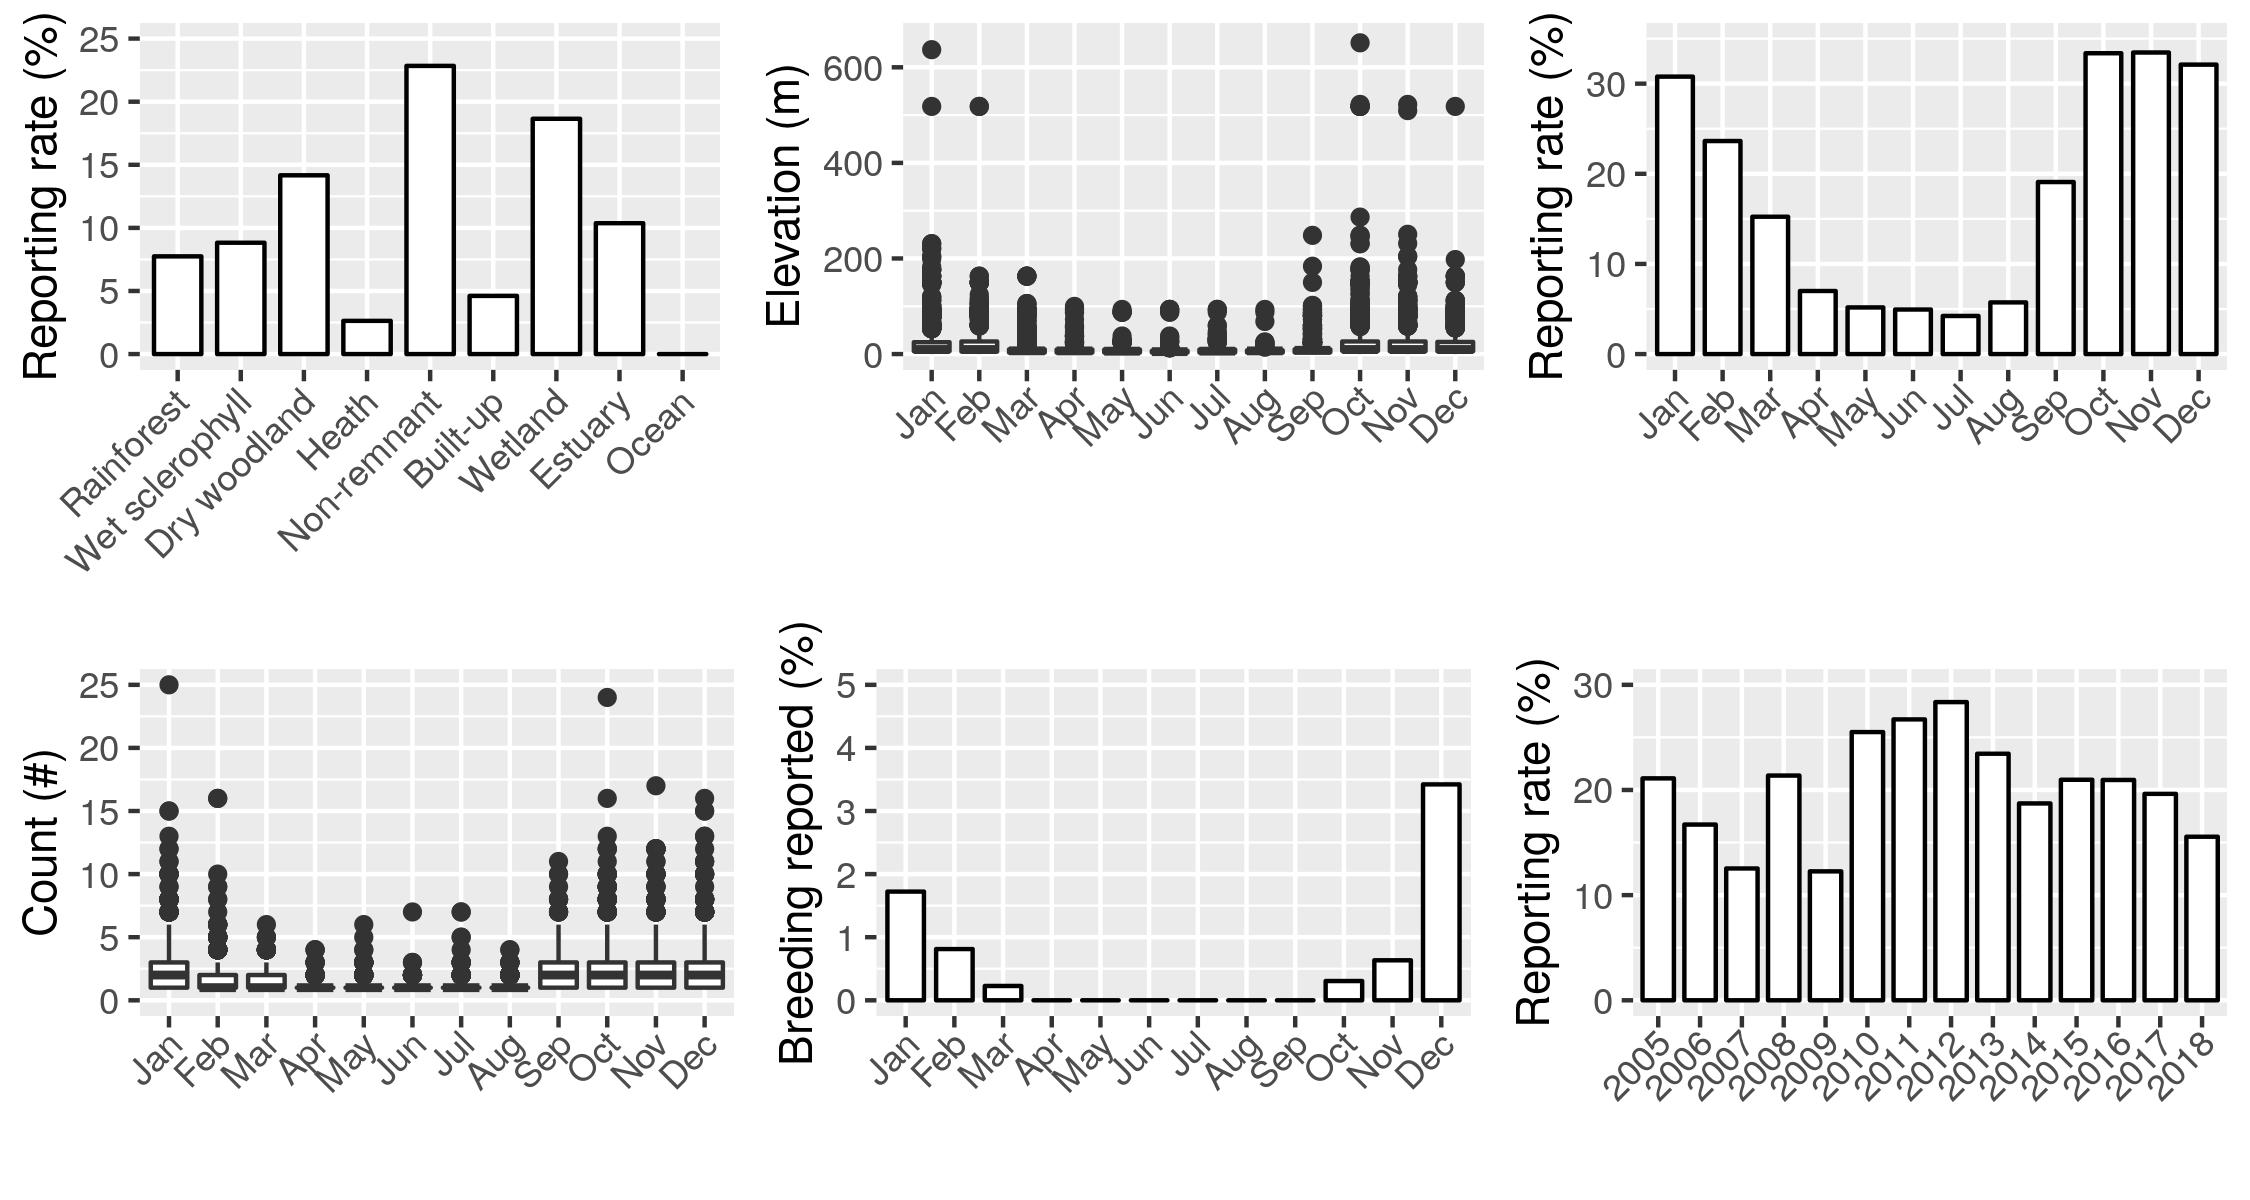 Reporting rate (%)
25
20
15
10
5
0
Rainforest
Wet sclerophyll
Dry woodland
Heath
Non-remnant
Built-up
Wetland
Estuary
Ocean
Elevation (m)
600
400
200
0
Jan
Feb
Mar
Apr
May
Jun
Jul
Aug
Sep
Oct
Nov
Dec
Reporting rate (%)
30
20
10
0
Jan
Feb
Mar
Apr
May
Jun
Jul
Aug
Sep
Oct
Nov
Dec
Count (#)
25
20
15
10
5
0
Jan
Feb
Mar
Apr
May
Jun
Jul
Aug
Sep
Oct
Nov
Dec
Breeding reported (%)
5
4
3
2
1
0
Jan
Feb
Mar
Apr
May
Jun
Jul
Aug
Sep
Oct
Nov
Dec
Reporting rate (%)
30
20
10
0
2005
2006
2007
2008
2009
2010
2011
2012
2013
2014
2015
2016
2017
2018